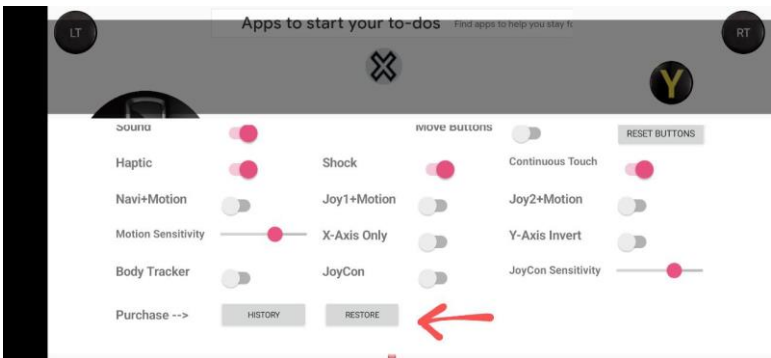 LT
Apps to start your to-dos Find apps to help you stay fo
RT
Y
Sound Move Buttons RESET BUTTONS
Haptic Shock Continuous Touch
Navi+Motion Joy1+Motion Joy2+Motion
Motion Sensitivity X-Axis Only Y-Axis Invert
Body Tracker JoyCon JoyCon Sensitivity
Purchase --> HISTORY RESTORE